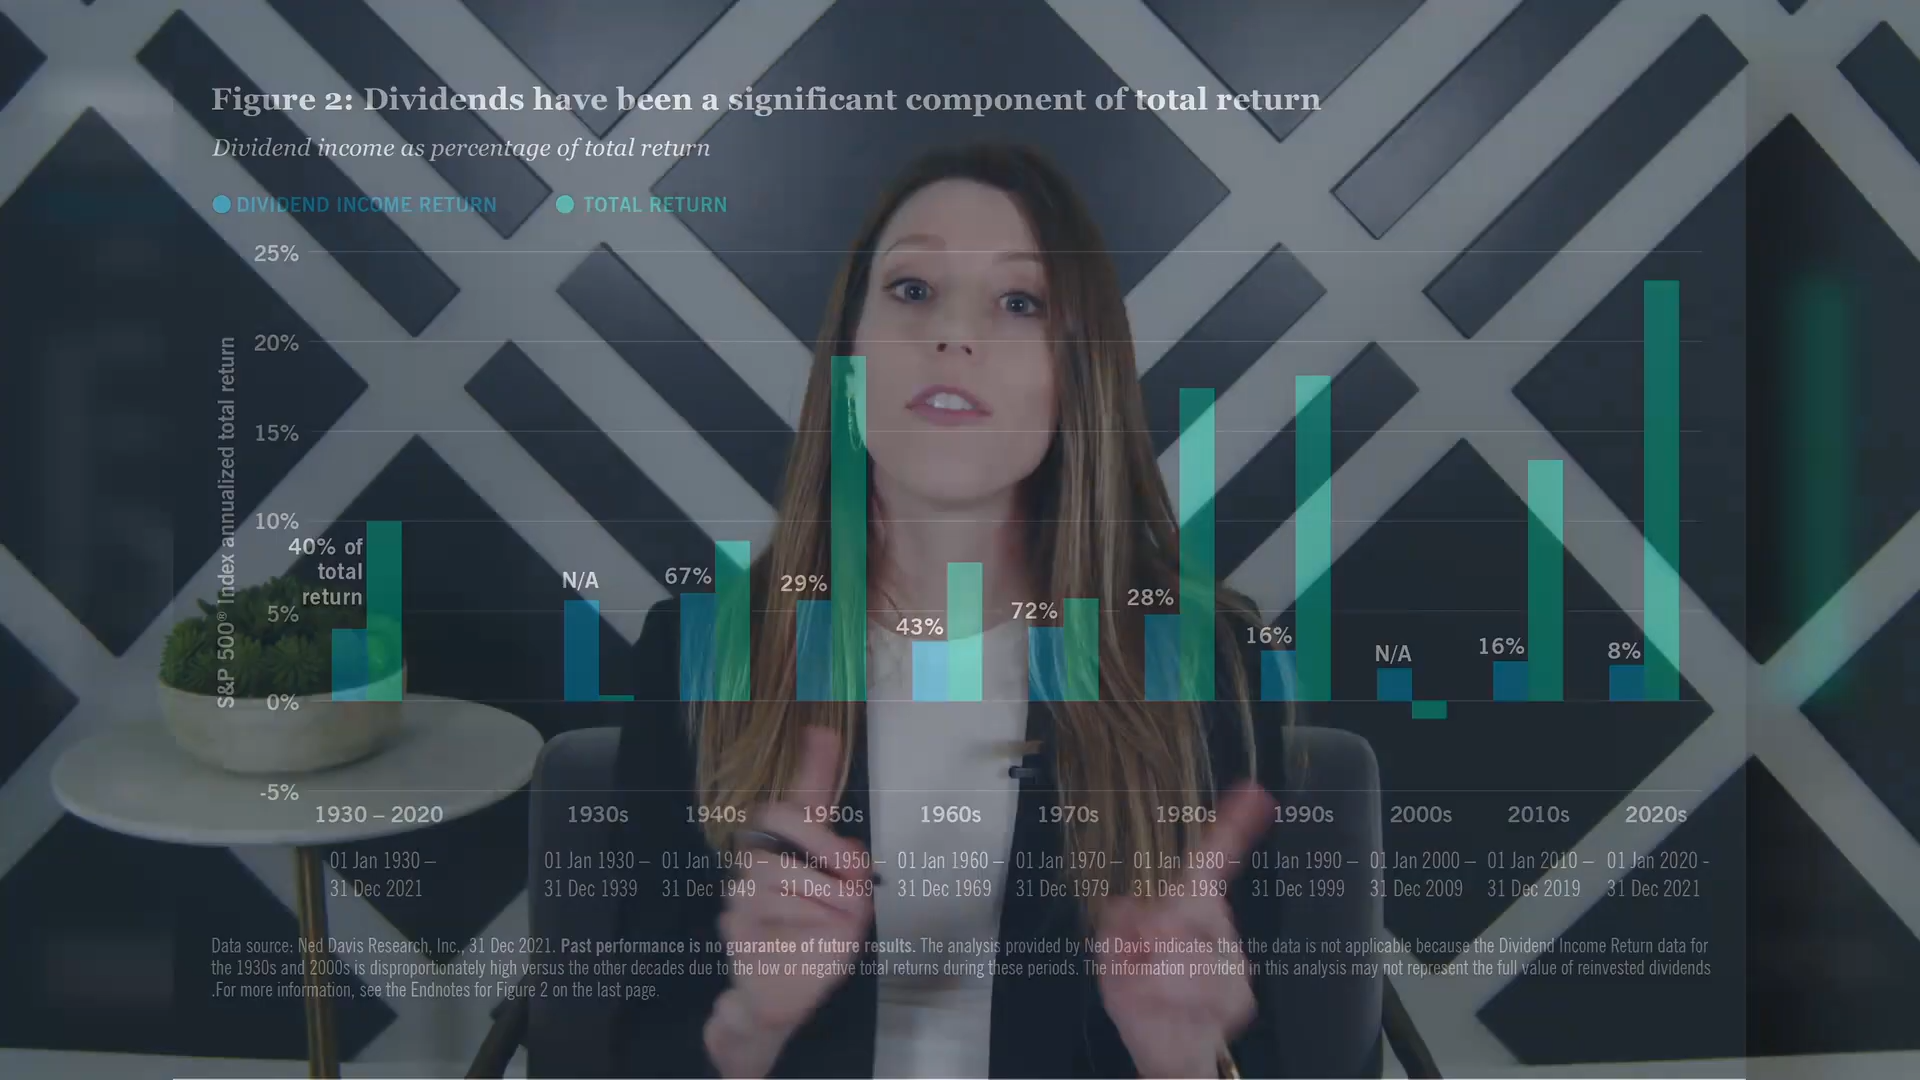 Figure 2: Dividends have been a significant component of total return
Dividend income as percentage of total return
DIVIDEND INCOME RETURN
TOTAL RETURN
S&P 500® Index annualized total return
25%
20%
15%
10%
5%
0%
-5%
40% of
total
return
N/A
67%
29%
43%
72%
28%
16%
N/A
16%
8%
1930 – 2020
1930s
1940s
1950s
1960s
1970s
1980s
1990s
2000s
2010s
2020s
01 Jan 1930 –
31 Dec 2021
01 Jan 1930 –
31 Dec 1939
01 Jan 1940 –
31 Dec 1949
01 Jan 1950 –
31 Dec 1959
01 Jan 1960 –
31 Dec 1969
01 Jan 1970 –
31 Dec 1979
01 Jan 1980 –
31 Dec 1989
01 Jan 1990 –
31 Dec 1999
01 Jan 2000 –
31 Dec 2009
01 Jan 2010 –
31 Dec 2019
01 Jan 2020 -
31 Dec 2021
Data source: Ned Davis Research, Inc., 31 Dec 2021. Past performance is no guarantee of future results. The analysis provided by Ned Davis indicates that the data is not applicable because the Dividend Income Return data for
the 1930s and 2000s is disproportionately high versus the other decades due to the low or negative total returns during these periods. The information provided in this analysis may not represent the full value of reinvested dividends
.For more information, see the Endnotes for Figure 2 on the last page.